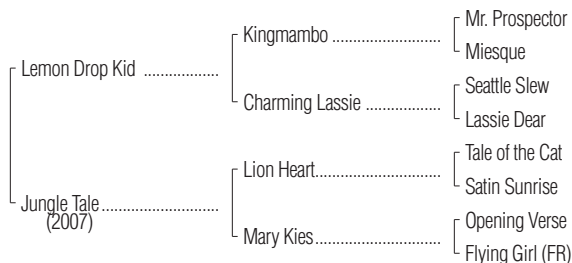 Mr. Prospector
Kingmambo ..........................
Miesque
Lemon Drop Kid .................
Seattle Slew
Charming Lassie ..................
Lassie Dear
Tale of the Cat
Lion Heart..............................
Satin Sunrise
Jungle Tale ...........................
(2007)
Opening Verse
Mary Kies..............................
Flying Girl (FR)